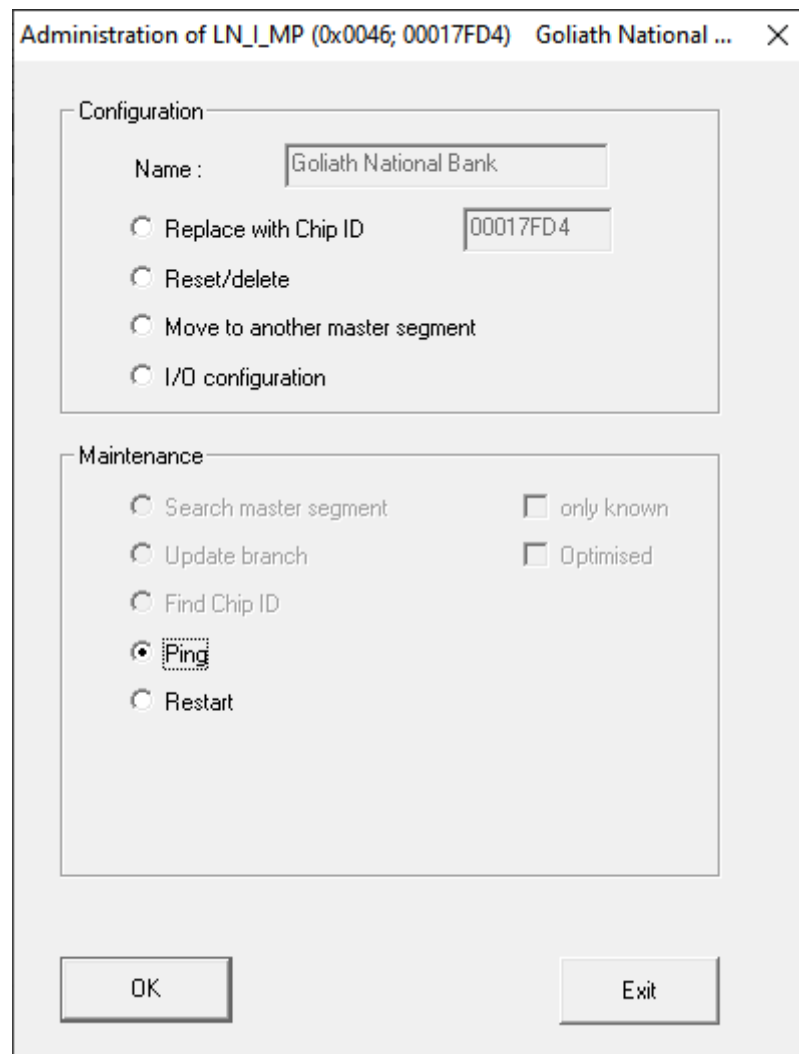 Administration of LN_I_MP (0x0046; 00017FD4) Goliath National ...
Configuration
Name : Goliath National Bank
Replace with Chip ID 00017FD4
Reset/delete
Move to another master segment
I/O configuration
Maintenance
Search master segment only known
Update branch Optimised
Find Chip ID
Ping
Restart
OK Exit